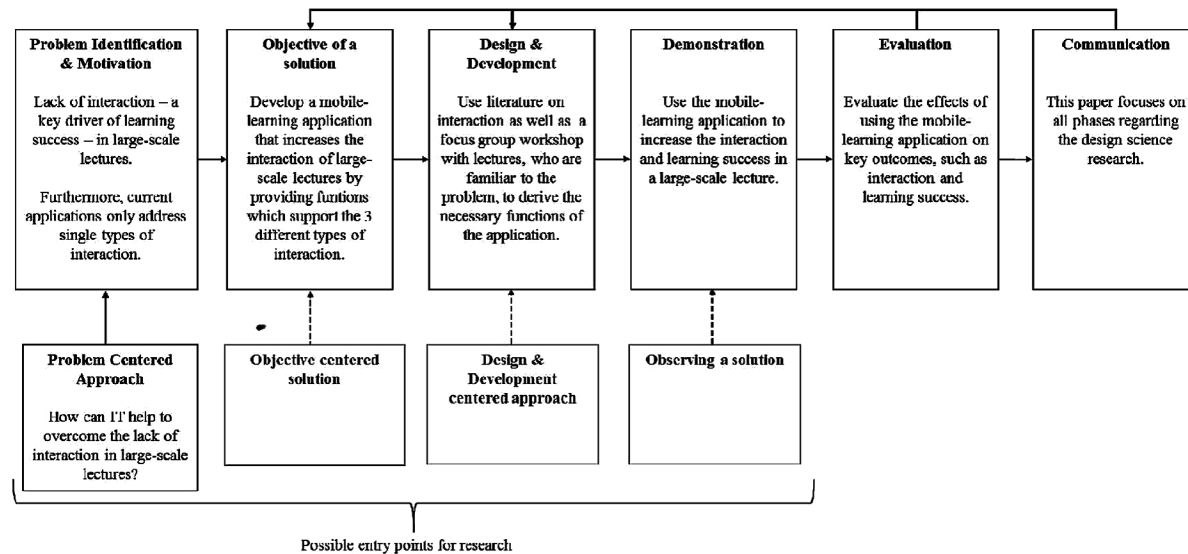 Problem Identification
& Motivation
Lack of interaction – a
key driver of learning
success – in large-scale
lectures.
Furthermore, current
applications only address
single types of
interaction.
Objective of a
solution
Develop a mobile-
learning application
that increases the
interaction of large-
scale lectures by
providing funtions
which support the 3
different types of
interaction.
Design &
Development
Use literature on
interaction as well as a
focus group workshop
with lectures, who are
familiar to the
problem, to derive the
necessary functions of
the application.
Demonstration
Use the mobile-
learning application to
increase the interaction
and learning success in
a large-scale lecture.
Evaluation
Evaluate the effects of
using the mobile-
learning application on
key outcomes, such as
interaction and
learning success.
Communication
This paper focuses on
all phases regarding
the design science
research.
Problem Centered
Approach
How can IT help to
overcome the lack of
interaction in large-scale
lectures?
Objective centered
solution
Design &
Development
centered approach
Observing a solution
Possible entry points for research